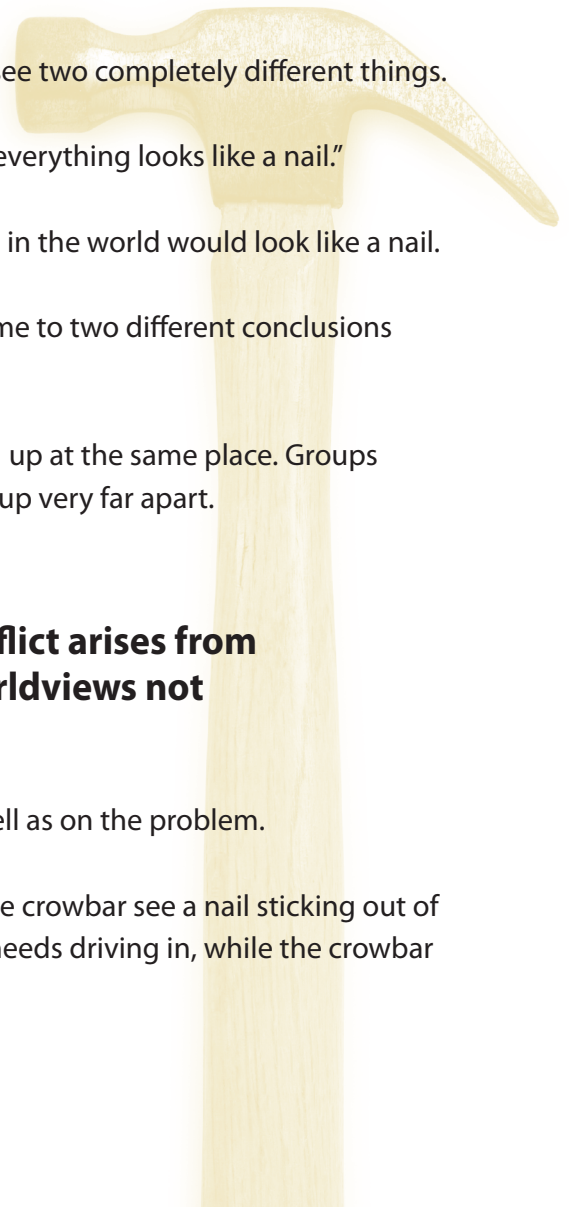 see two completely different things.
everything looks like a nail.”
in the world would look like a nail.
me to two different conclusions
up at the same place. Groups
up very far apart.
flict arises from
rldviews not
ell as on the problem.
e crowbar see a nail sticking out of
needs driving in, while the crowbar